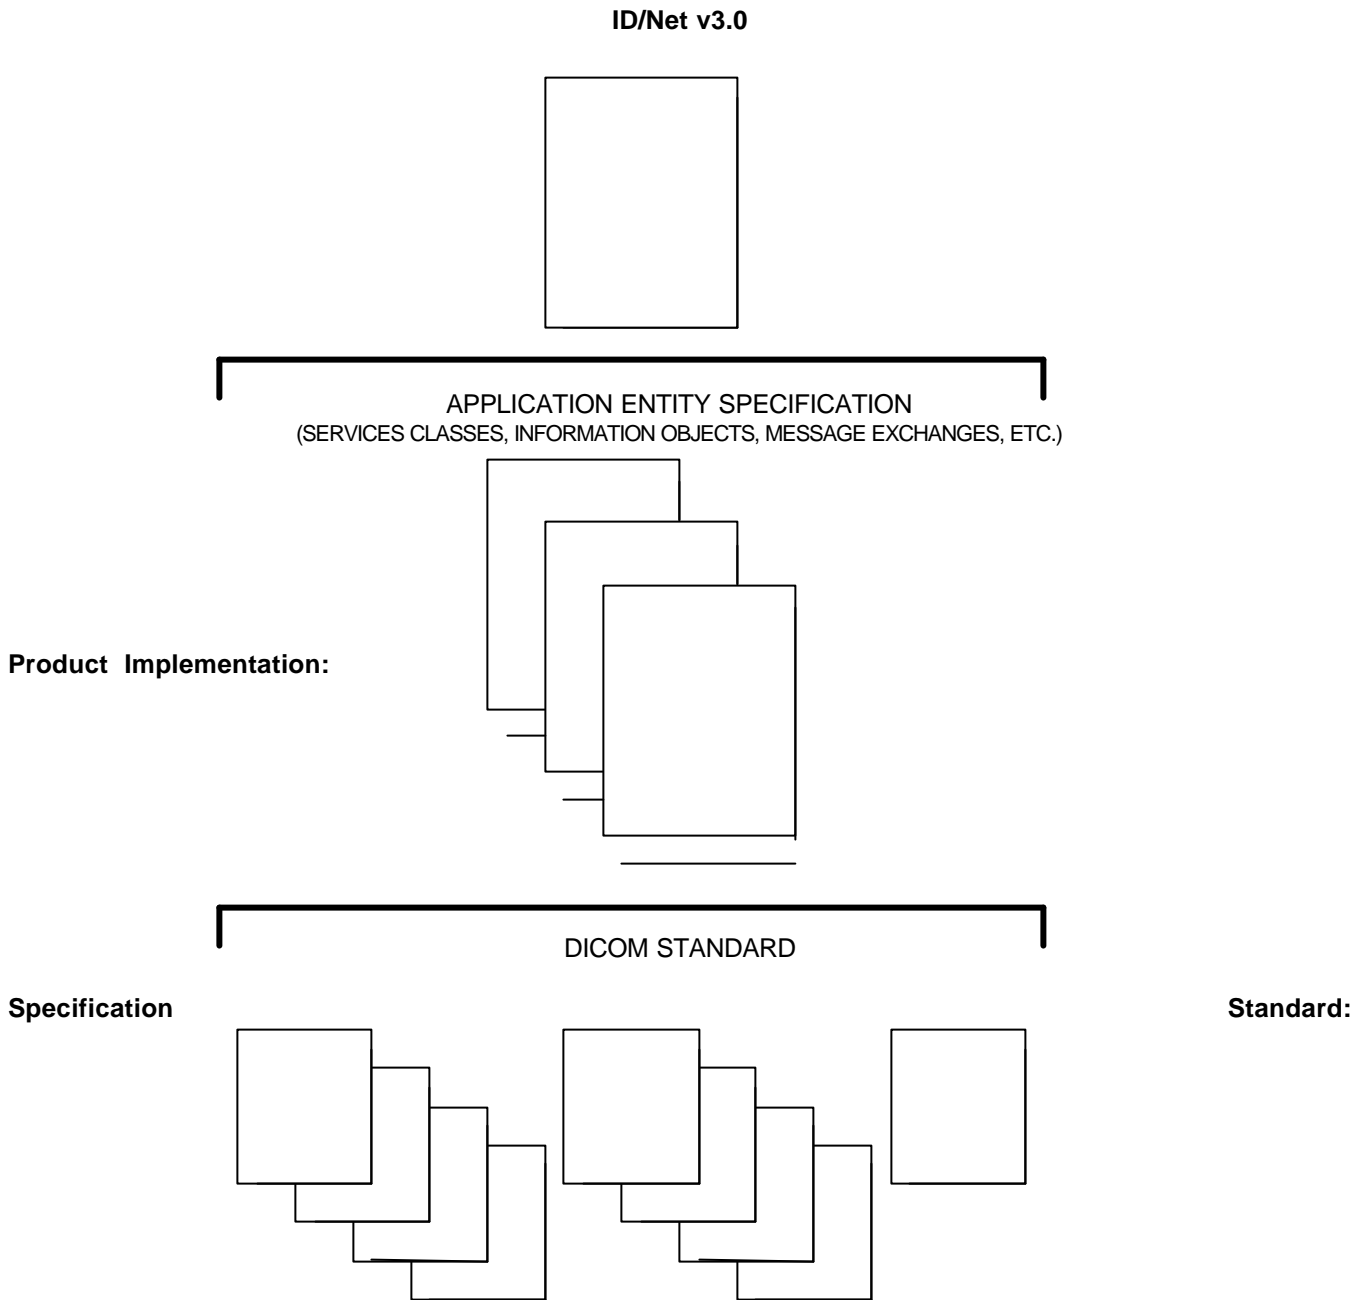 ID/Net v3.0
APPLICATION ENTITY SPECIFICATION
(SERVICES CLASSES, INFORMATION OBJECTS, MESSAGE EXCHANGES, ETC.)
Product Implementation:
DICOM STANDARD
Specification Standard: